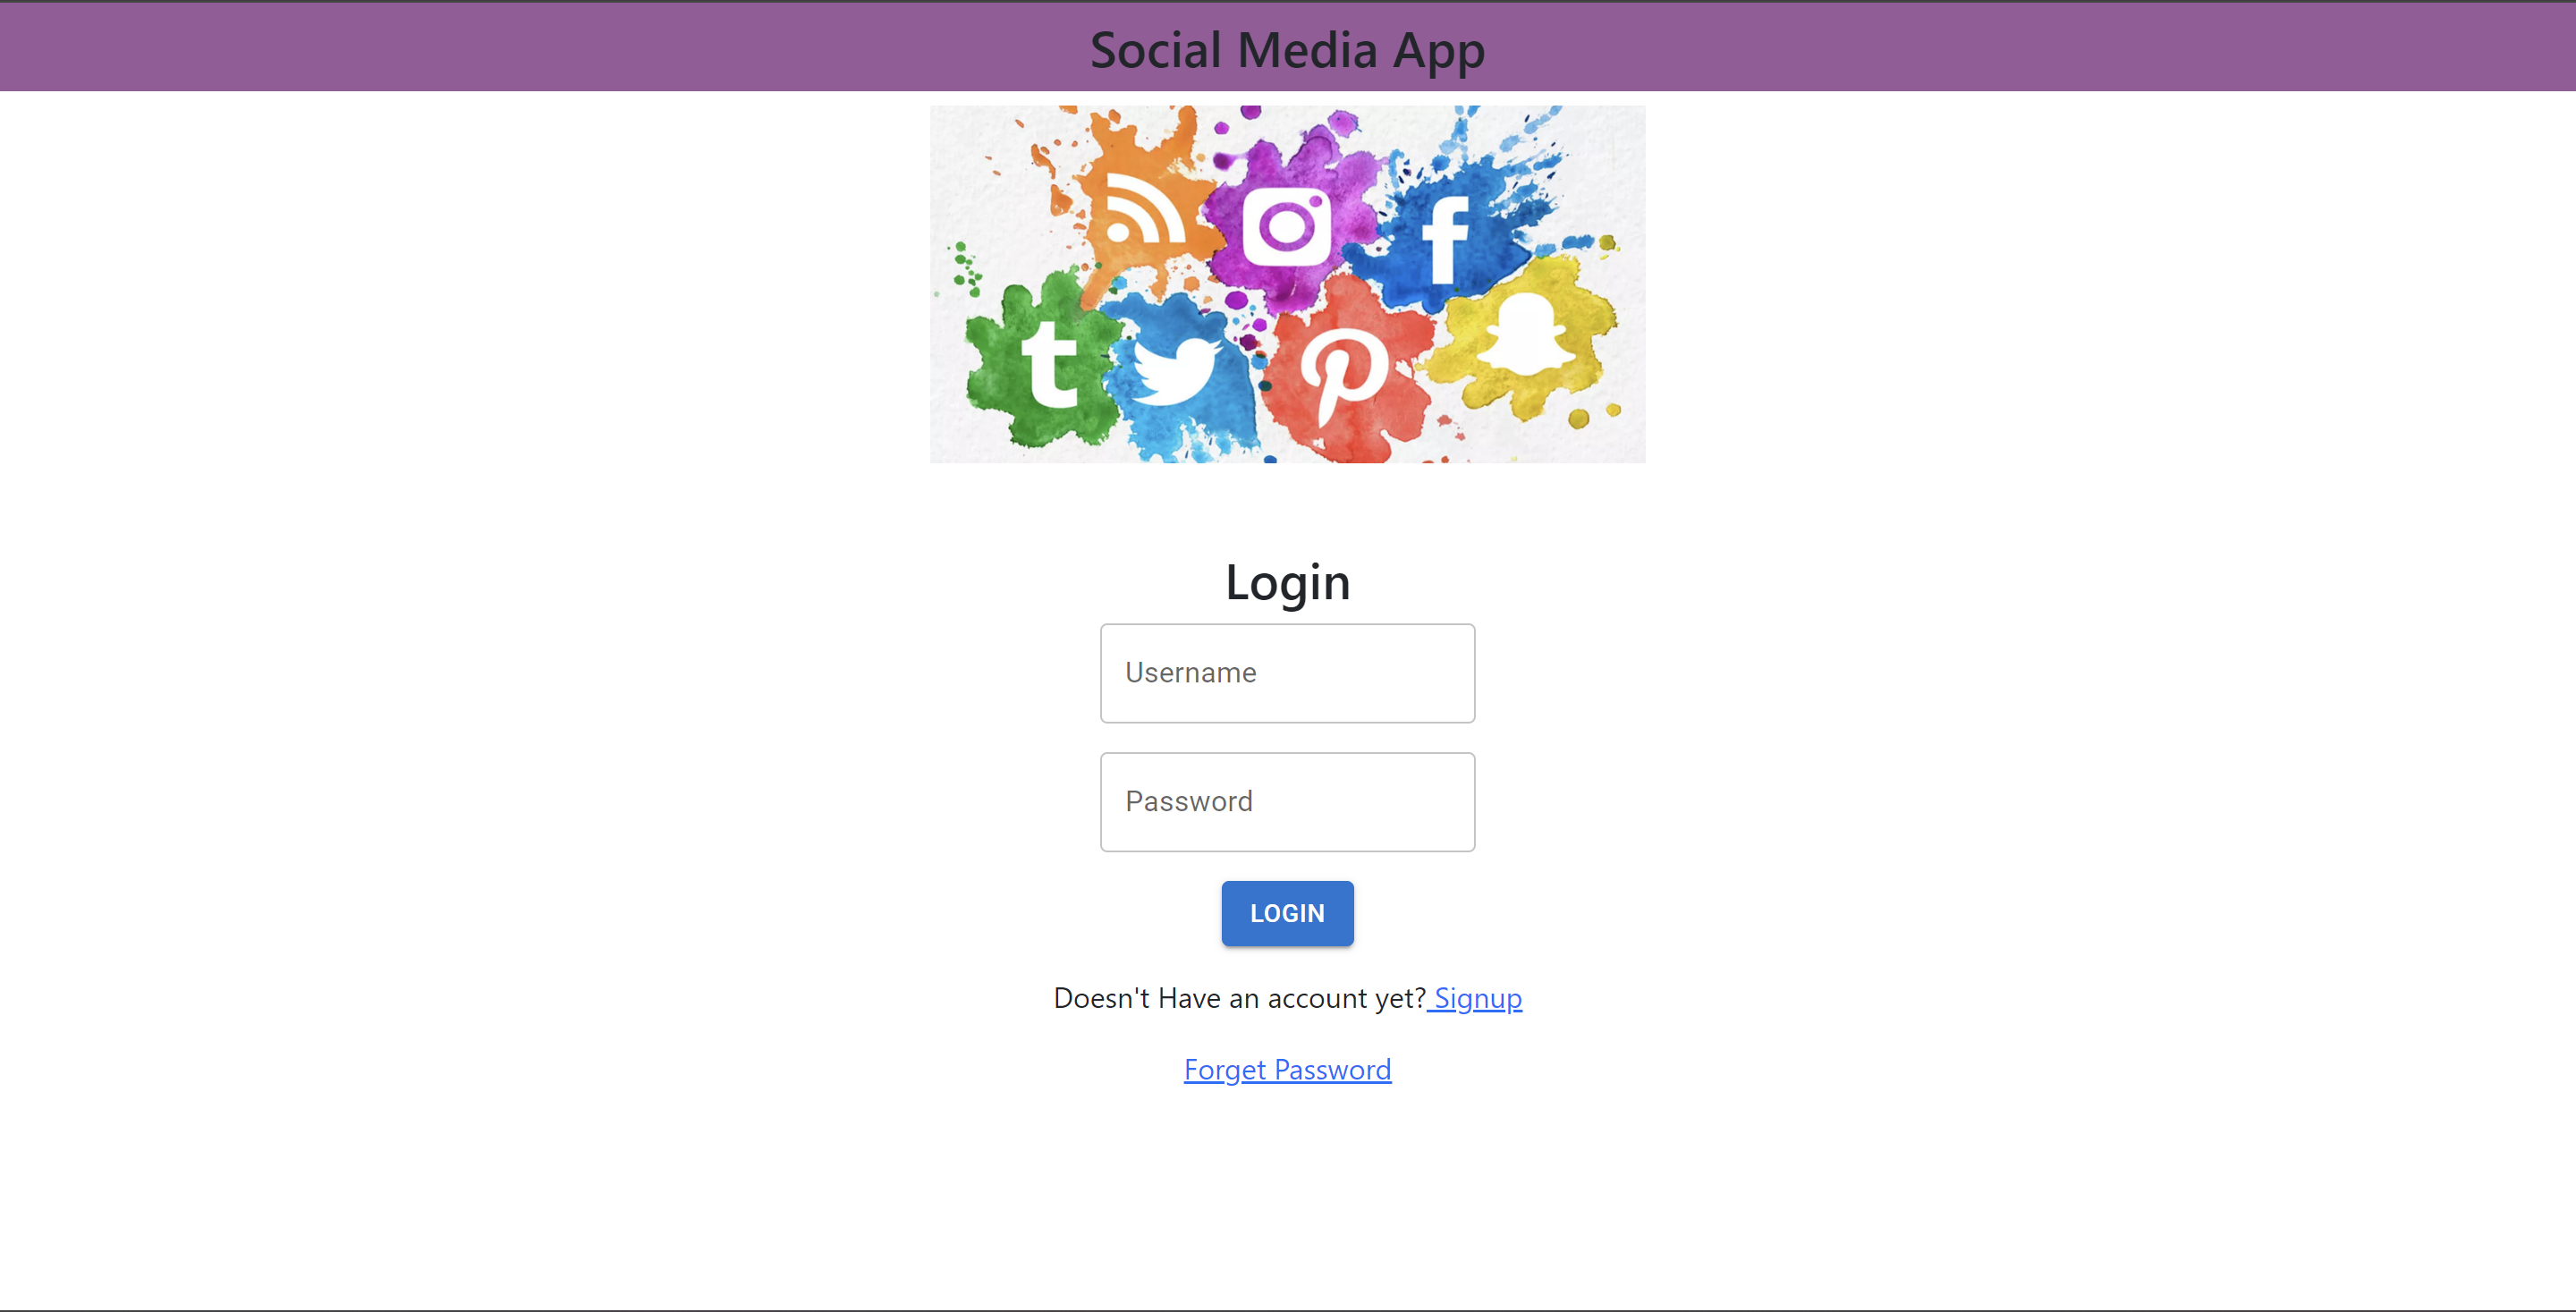 Social Media App
f
t
Login
Username
Password
LOGIN
Doesn't Have an account yet? Signup
Forget Password